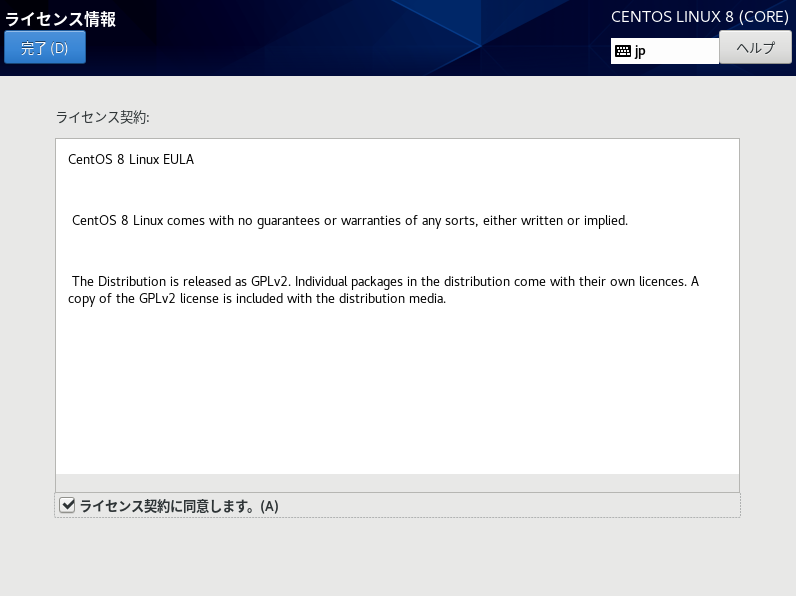 ライセンス情報
CENTOS LINUX 8 (CORE)
完了 (D)
jp
ヘルプ
ライセンス契約:
CentOS 8 Linux EULA
CentOS 8 Linux comes with no guarantees or warranties of any sorts, either written or implied.
The Distribution is released as GPLv2. Individual packages in the distribution come with their own licences. A
copy of the GPLv2 license is included with the distribution media.
ライセンス契約に同意します。(A)